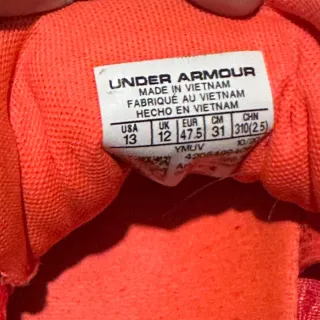 UNDER ARMOUR
MADE IN VIETNAM
FABRIQUÉ AU VIETNAM
HECHO EN VIETNAM
USA UK EUR CM CHN
13 12 47.5 31 310(2.5)
YMUV